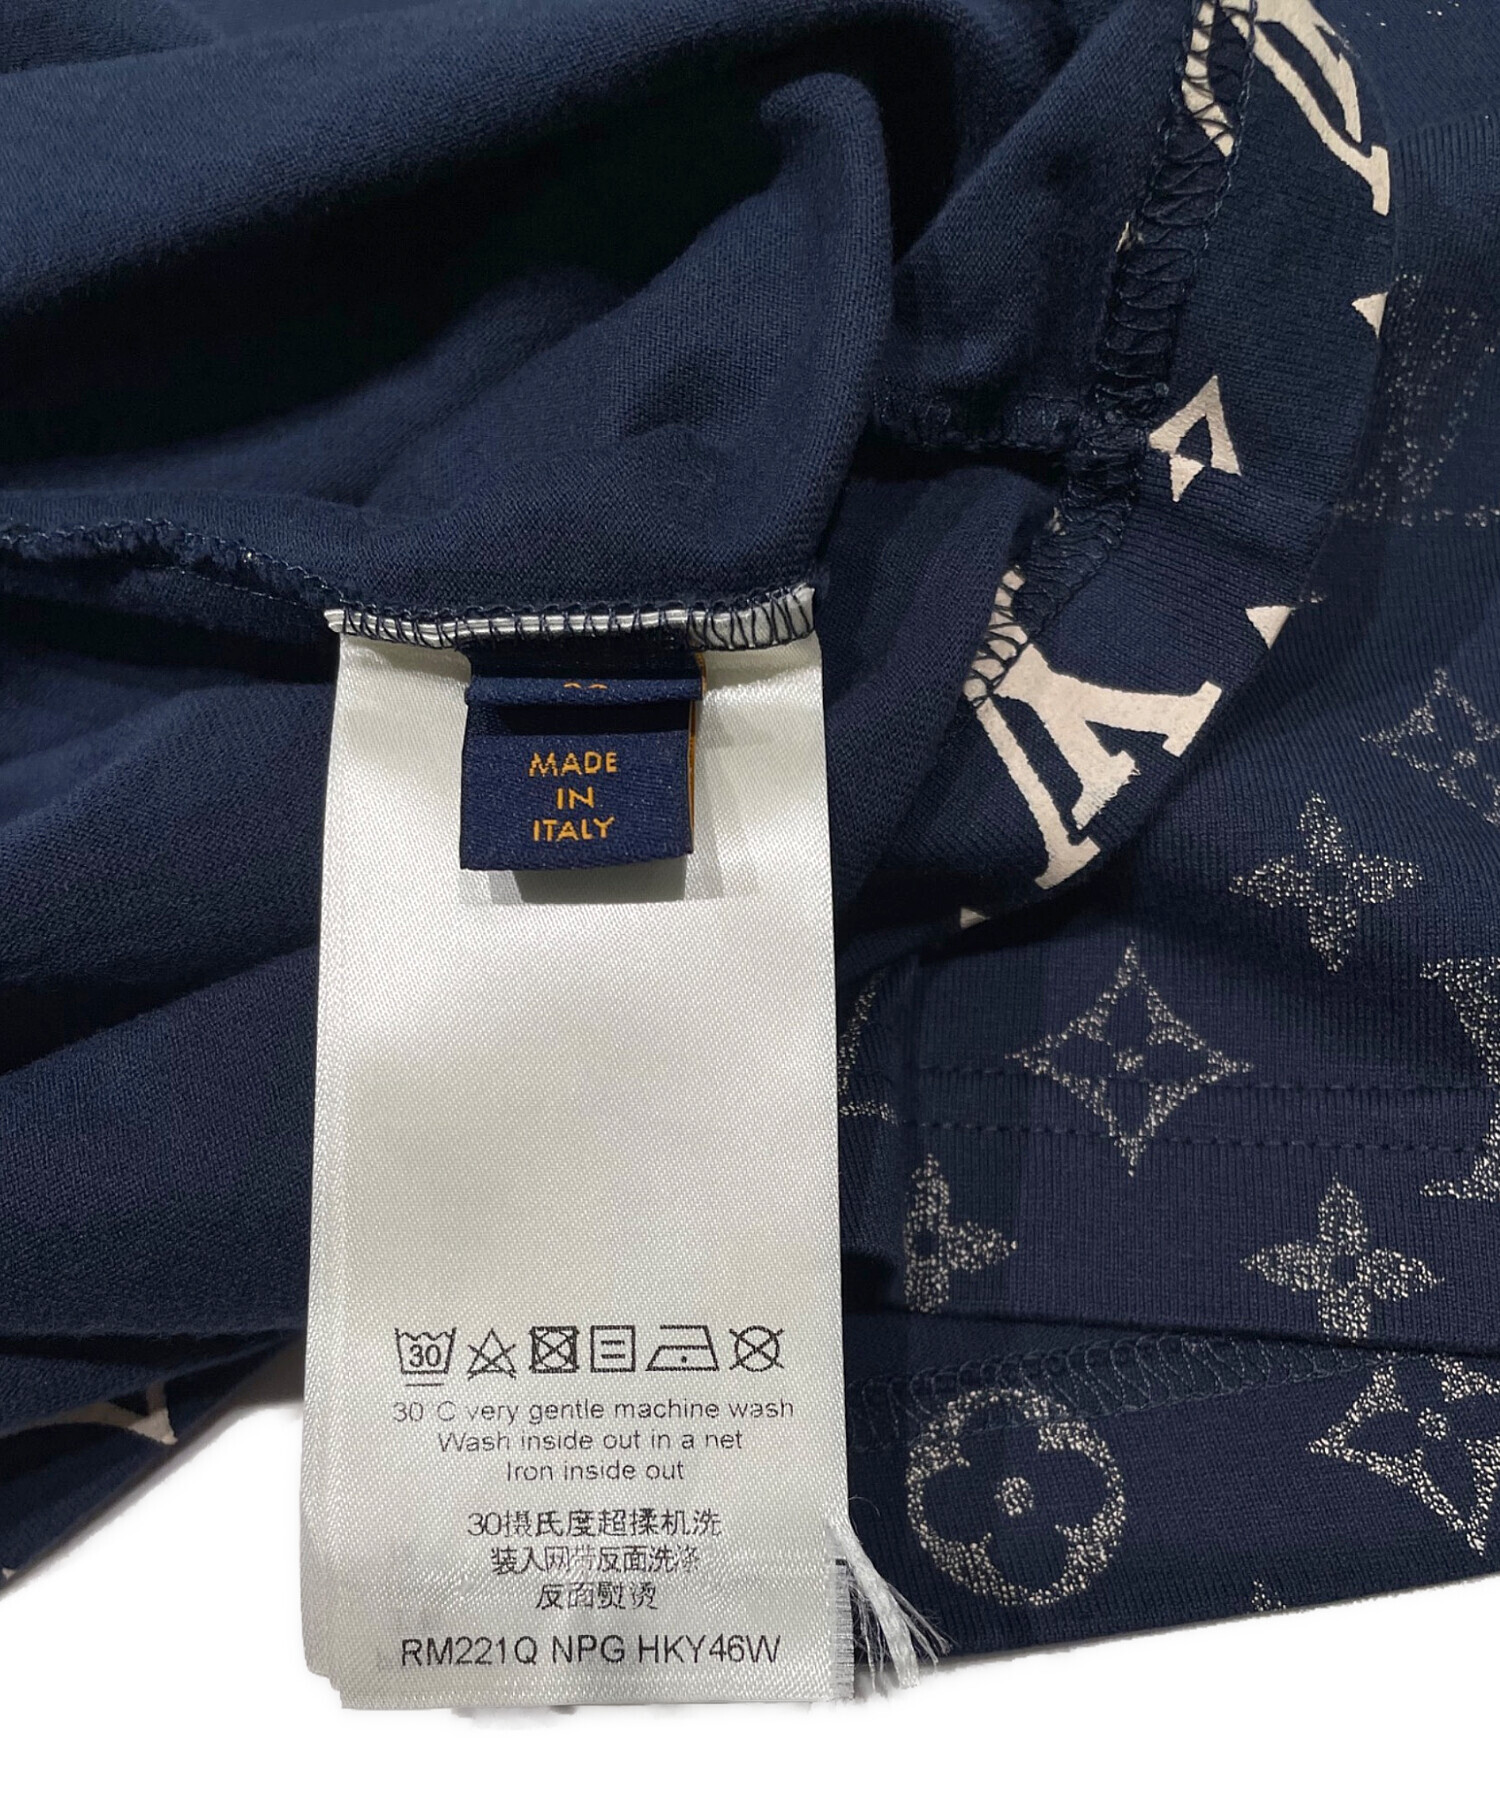 MADE
IN
ITALY
30
30 C very gentle machine wash
Wash inside out in a net
Iron inside out
30摄氏度超揉机洗
装入网带反面洗涤
反面熨烫
RM221Q NPG HKY46W